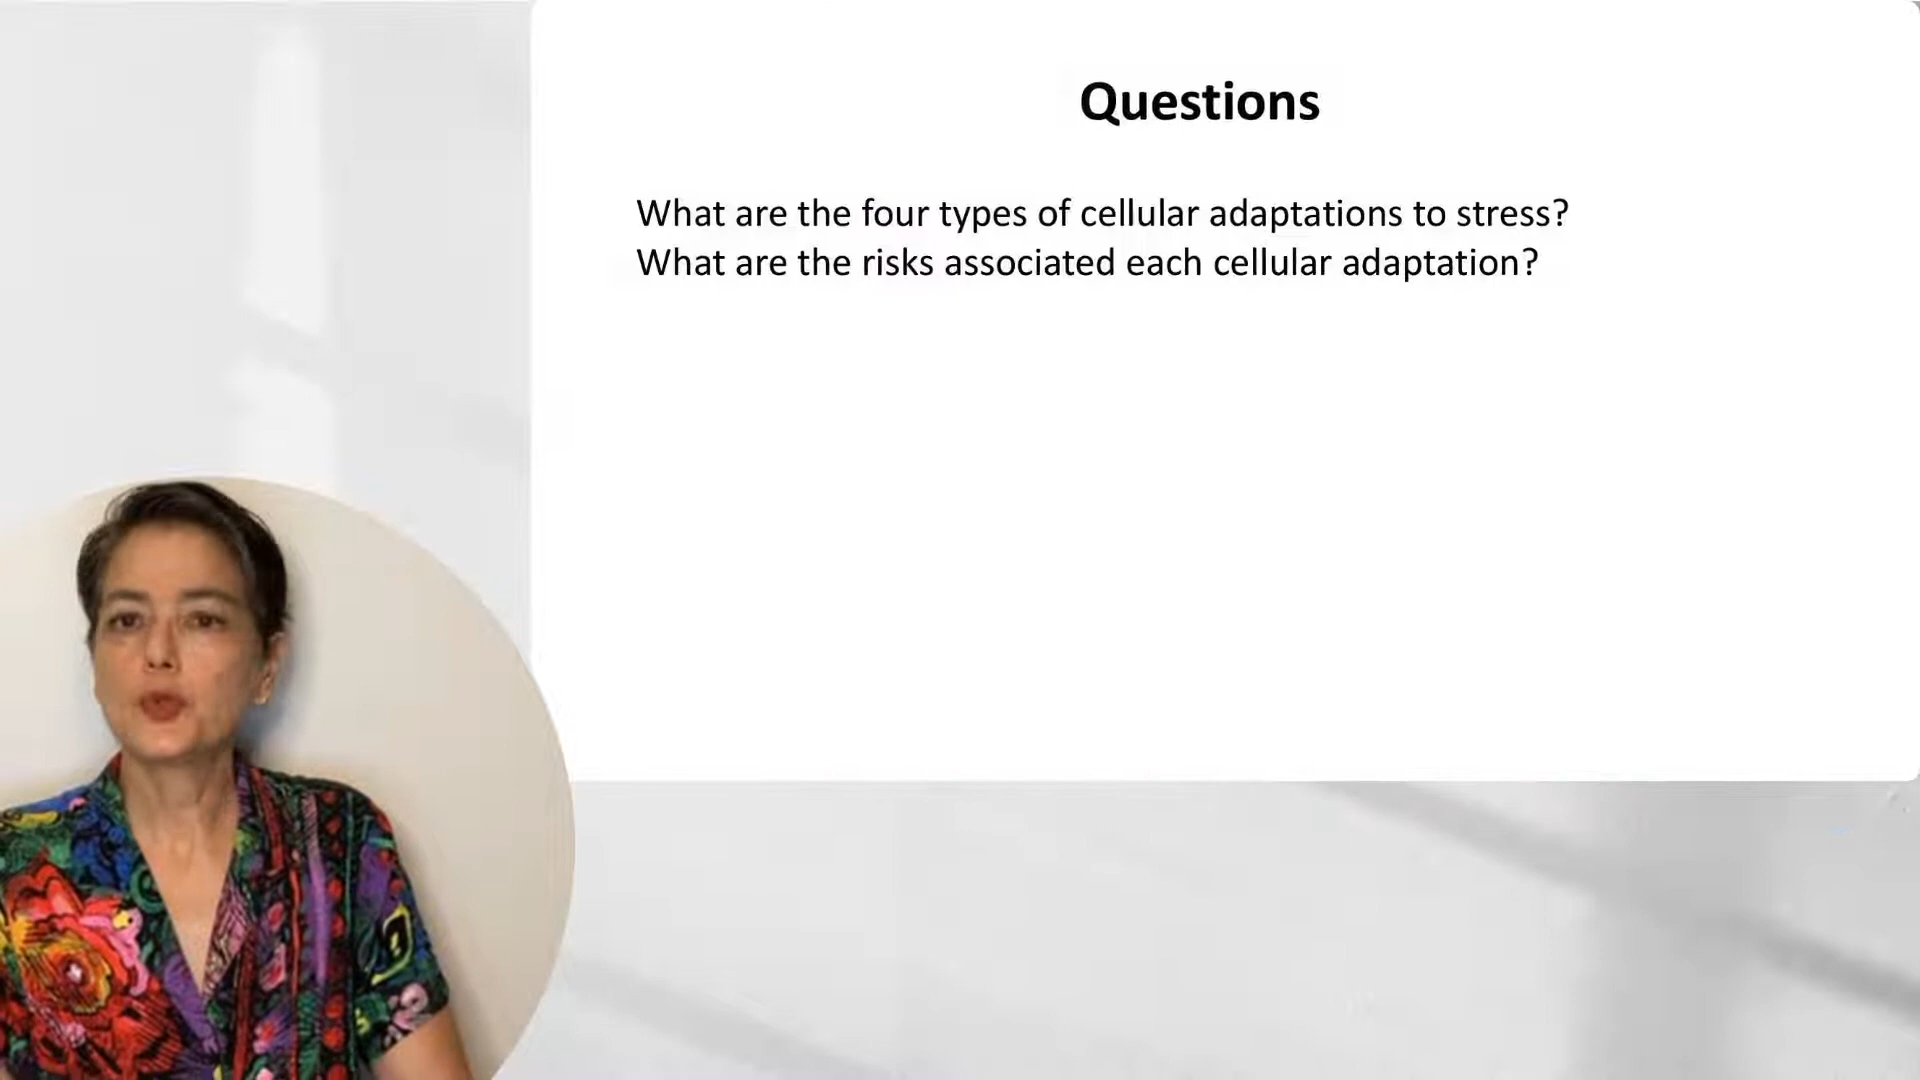 Questions
What are the four types of cellular adaptations to stress?
What are the risks associated each cellular adaptation?